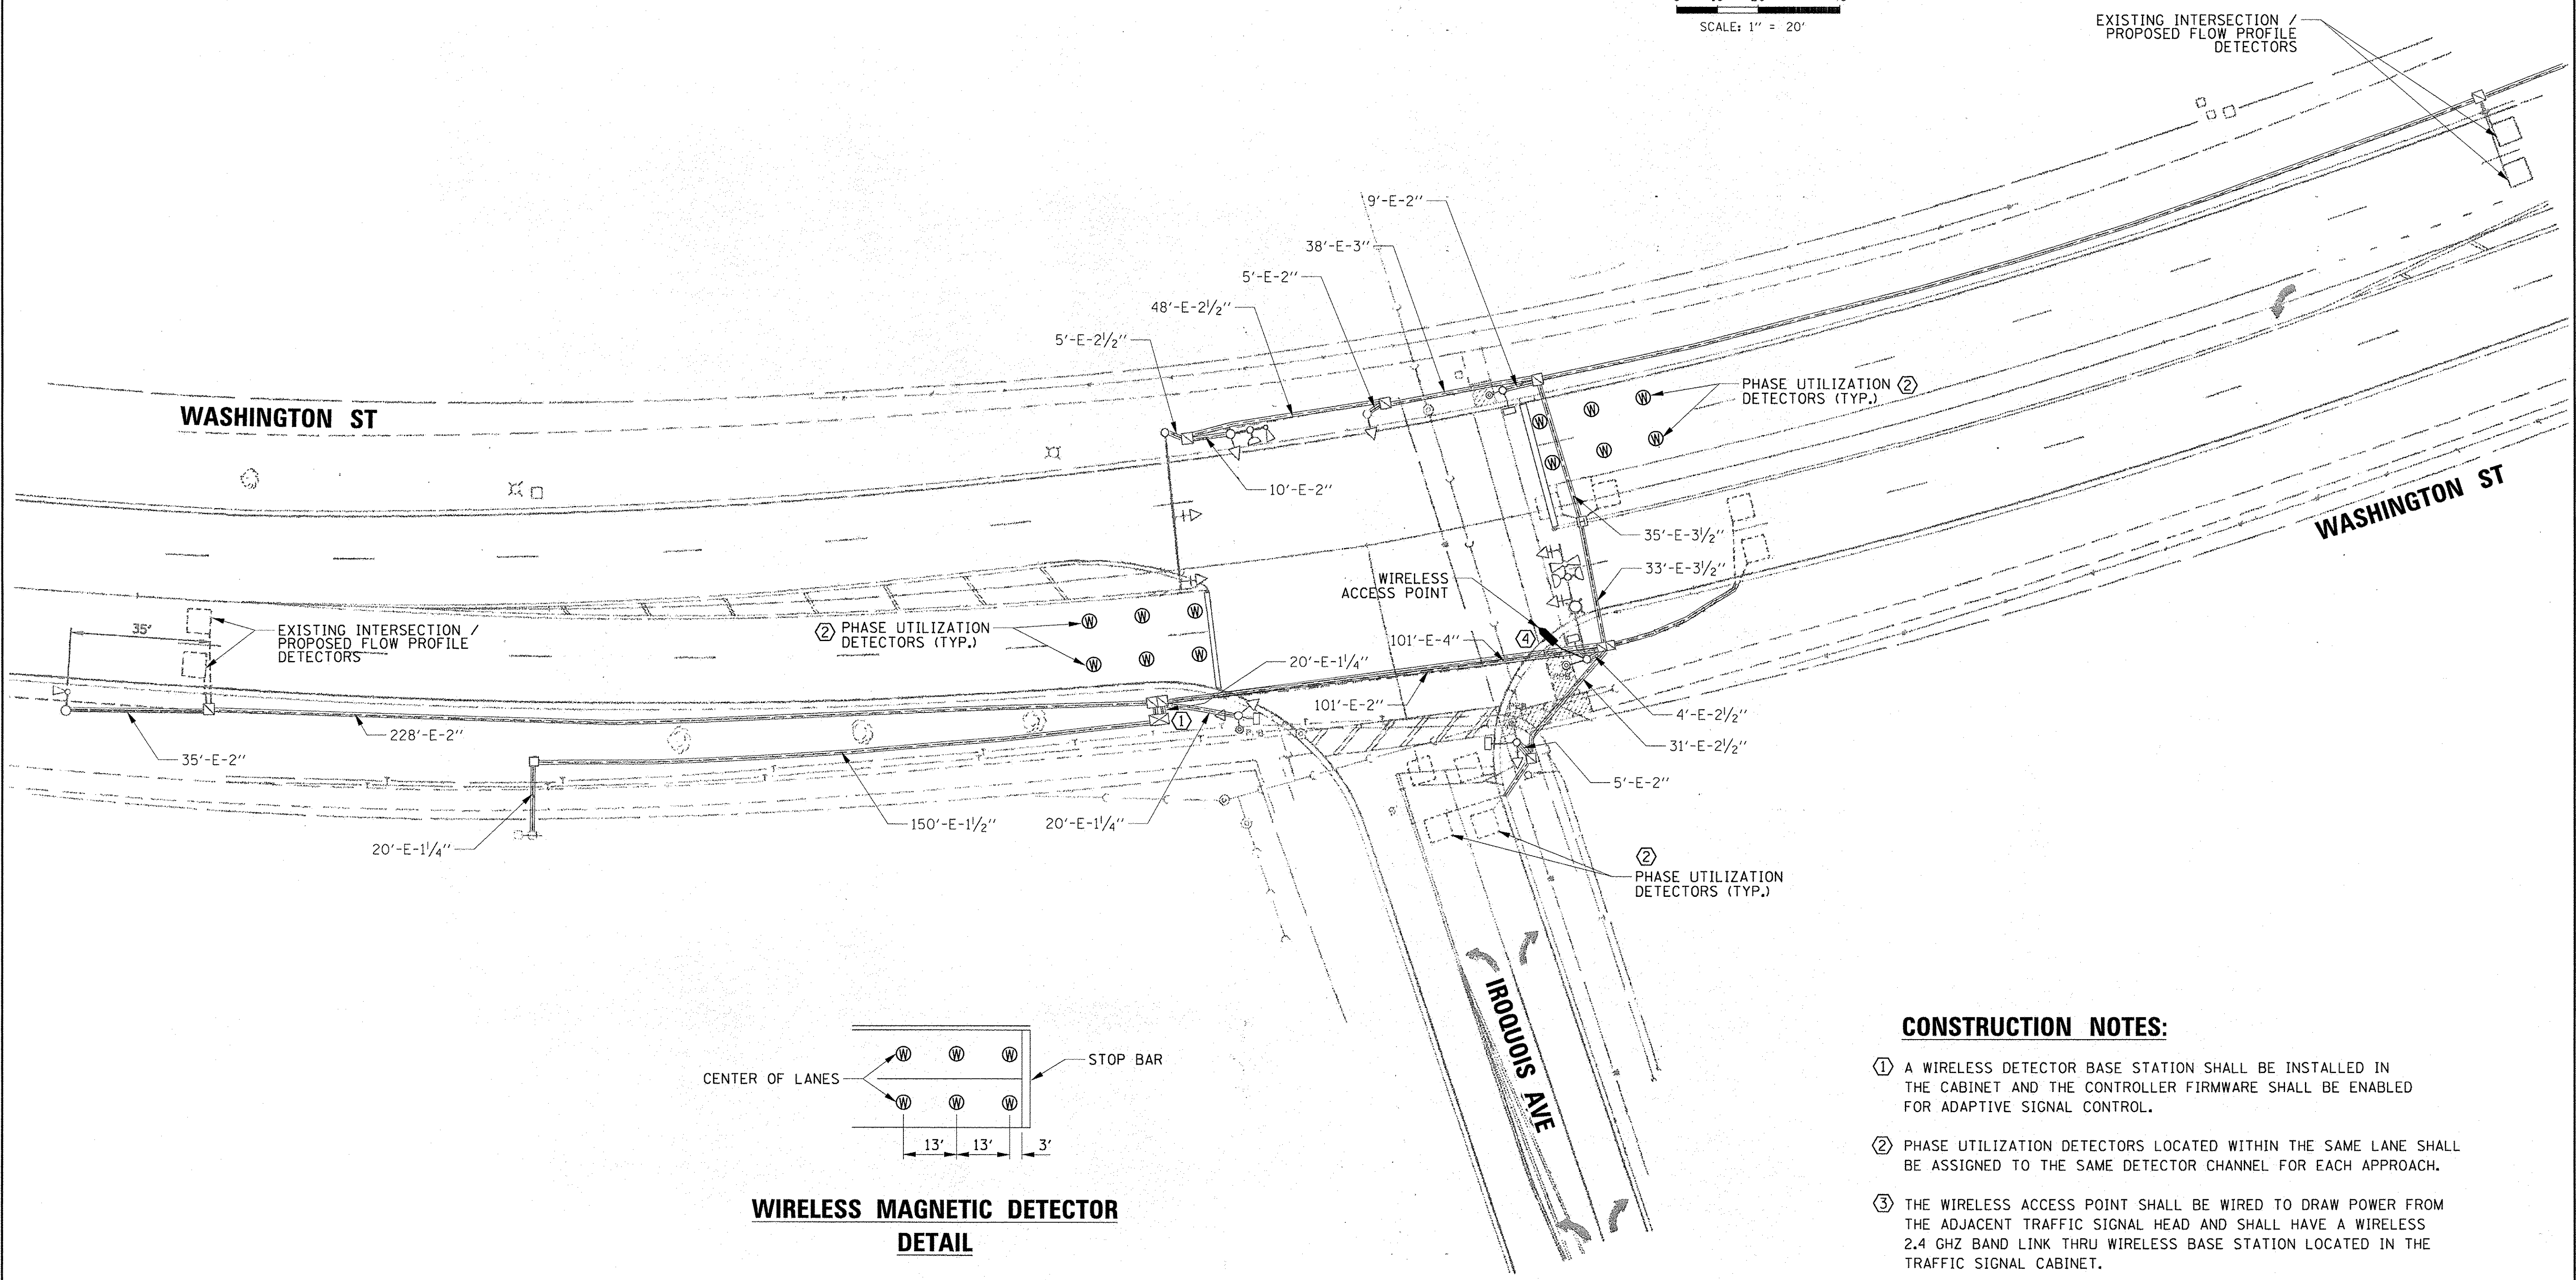 SCALE: 1" = 20'
EXISTING INTERSECTION /
PROPOSED FLOW PROFILE
DETECTORS
9'-E-2"
38'-E-3"
5'-E-2"
48'-E-2½"
5'-E-2½"
WASHINGTON ST
PHASE UTILIZATION 2
DETECTORS (TYP.)
W W W
W W W
10'-E-2"
WASHINGTON ST
35'-E-3½"
33'-E-3½"
WIRELESS
ACCESS POINT
35'
EXISTING INTERSECTION /
PROPOSED FLOW PROFILE
DETECTORS
2 PHASE UTILIZATION
DETECTORS (TYP.)
W W W
W W W
4
101'-E-4"
20'-E-1¼"
101'-E-2"
1
4'-E-2½"
228'-E-2"
31'-E-2½"
35'-E-2"
5'-E-2"
150'-E-1½"
20'-E-1¼"
20'-E-1¼"
2
PHASE UTILIZATION
DETECTORS (TYP.)
IROQUOIS AVE
W W W
STOP BAR
CENTER OF LANES
W W W
13' 13' 3'
WIRELESS MAGNETIC DETECTOR
DETAIL
CONSTRUCTION NOTES:
1 A WIRELESS DETECTOR BASE STATION SHALL BE INSTALLED IN
THE CABINET AND THE CONTROLLER FIRMWARE SHALL BE ENABLED
FOR ADAPTIVE SIGNAL CONTROL.
2 PHASE UTILIZATION DETECTORS LOCATED WITHIN THE SAME LANE SHALL
BE ASSIGNED TO THE SAME DETECTOR CHANNEL FOR EACH APPROACH.
3 THE WIRELESS ACCESS POINT SHALL BE WIRED TO DRAW POWER FROM
THE ADJACENT TRAFFIC SIGNAL HEAD AND SHALL HAVE A WIRELESS
2.4 GHZ BAND LINK THRU WIRELESS BASE STATION LOCATED IN THE
TRAFFIC SIGNAL CABINET.